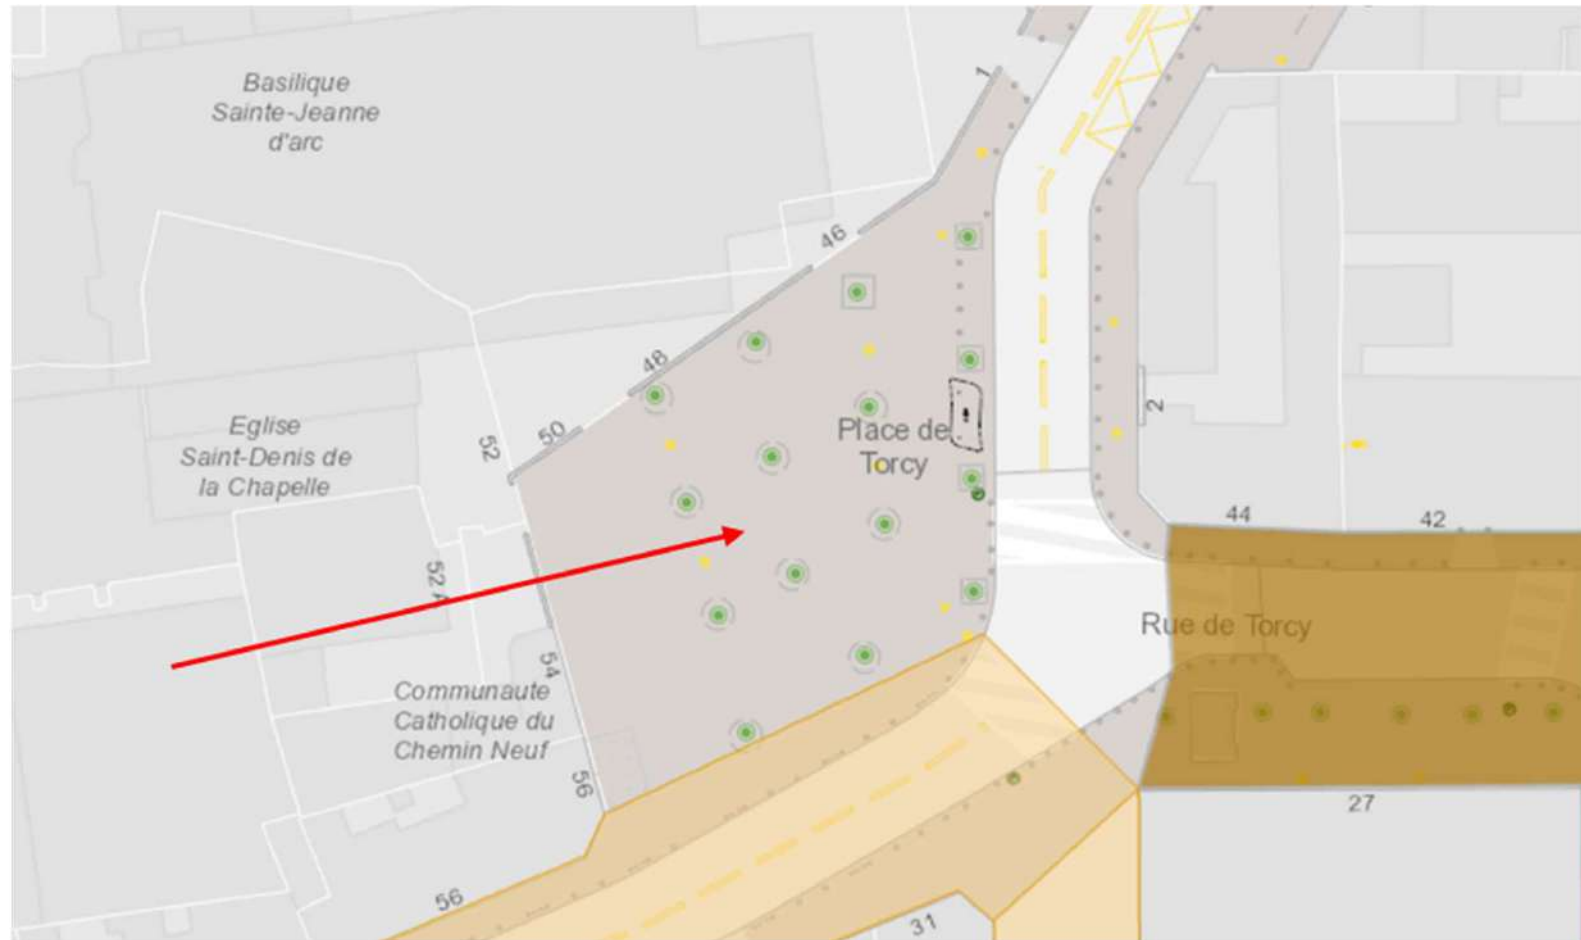 Basilique
Sainte-Jeanne
d'arc
1
46
48
50
52
2
Eglise
Saint-Denis de
la Chapelle
Place de
Torcy
44
42
52 A
54
Rue de Torcy
Communaute
Catholique du
Chemin Neuf
56
27
56
31